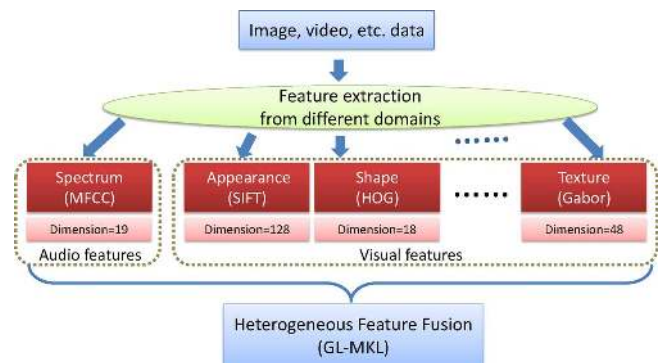 Image, video, etc. data
Feature extraction
from different domains
Spectrum
(MFCC)
Dimension=19
Audio features
Appearance
(SIFT)
Dimension=128
Shape
(HOG)
Dimension=18
Texture
(Gabor)
Dimension=48
Visual features
Heterogeneous Feature Fusion
(GL-MKL)